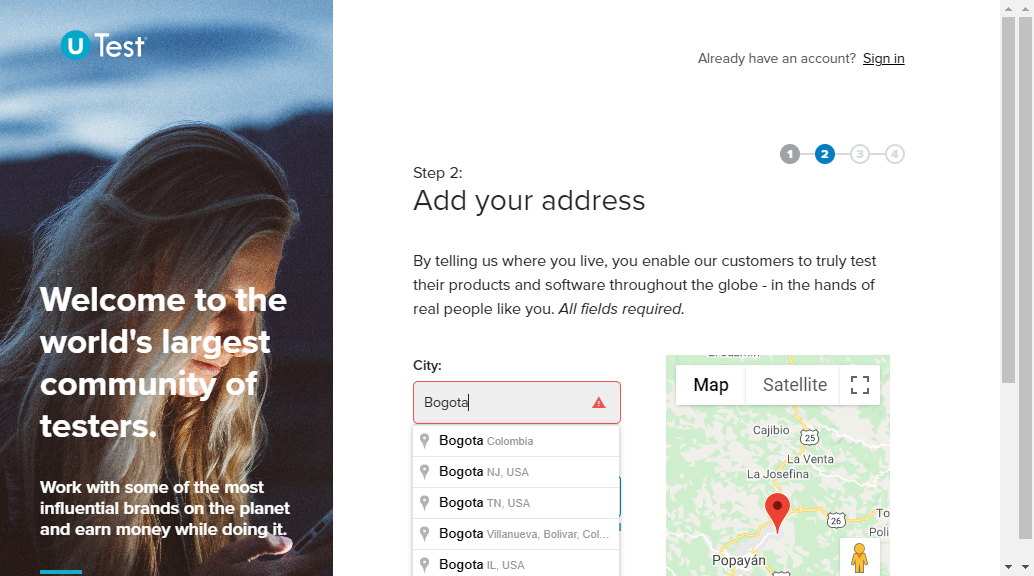 U Test
Already have an account? Sign in
1 2 3 4
Step 2:
Add your address
By telling us where you live, you enable our customers to truly test
their products and software throughout the globe - in the hands of
real people like you. All fields required.
Welcome to the
world's largest
community of
testers.
Work with some of the most
influential brands on the planet
and earn money while doing it.
City:
Bogota
Bogota Colombia
Bogota NJ, USA
Bogota TN, USA
Bogota Villanueva, Bolivar, Col...
Bogota IL, USA
Map Satellite
Cajibio
25
La Venta
La Josefina
26
To
Poli
Popayán